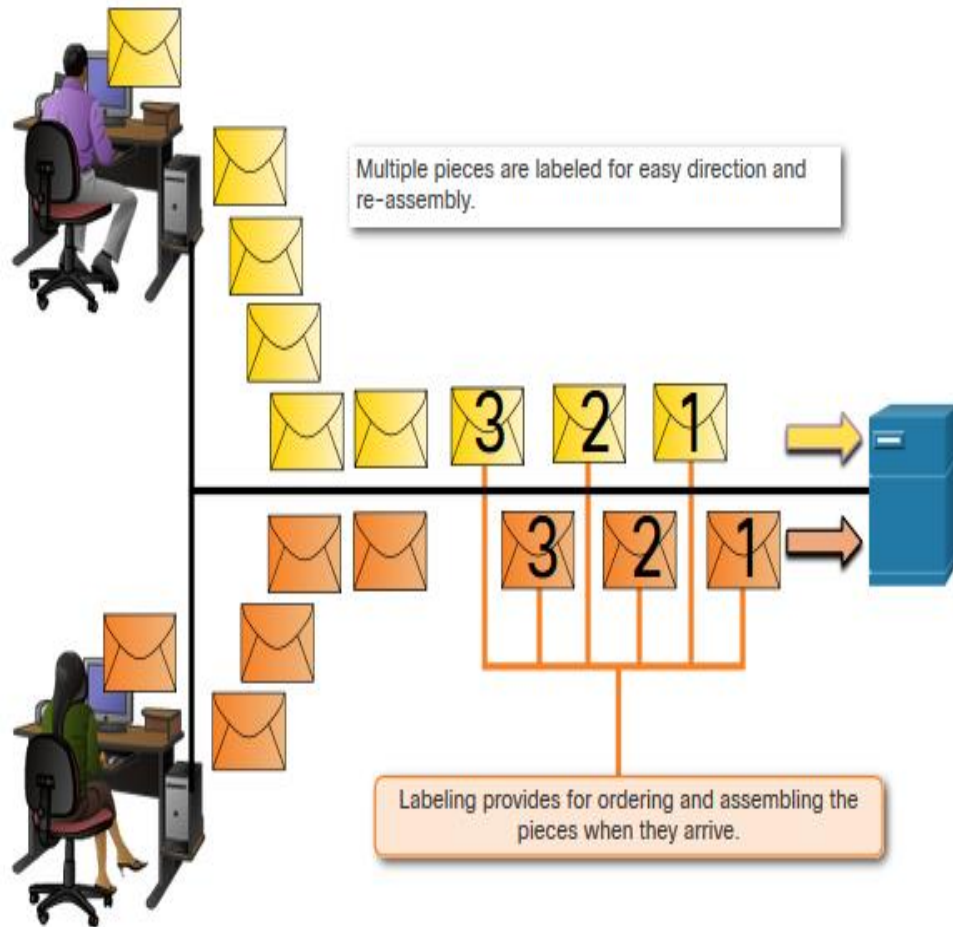 Multiple pieces are labeled for easy direction and
re-assembly.
3 2 1
3 2 1
Labeling provides for ordering and assembling the
pieces when they arrive.